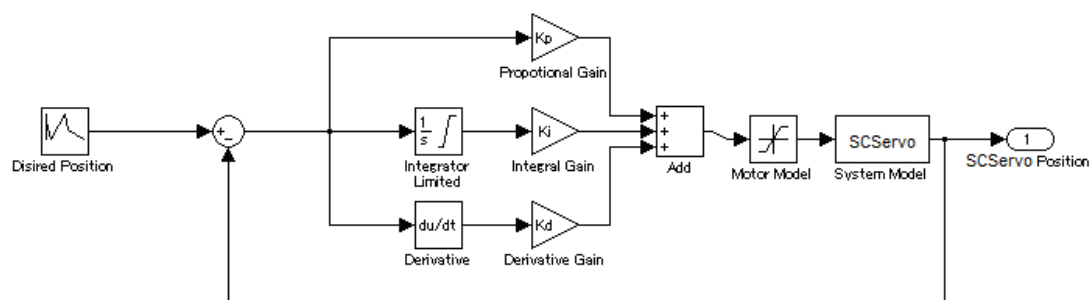 Kp
Propotional Gain
+
-
1
s
Ki
+
+
+
SCServo
1
Disired Position
Integrator
Limited
Integral Gain
Add
Motor Model
System Model
SCServo Position
du/dt
Kd
Derivative
Derivative Gain